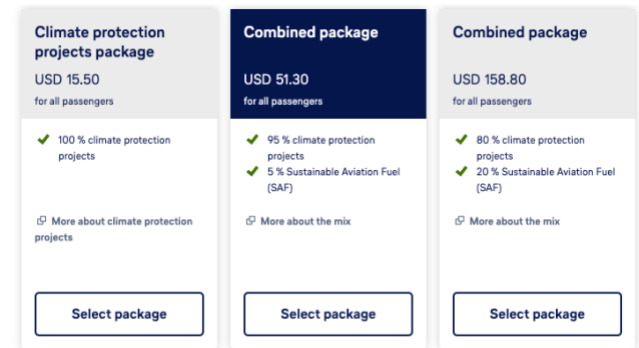 Climate protection
projects package
USD 15.50
for all passengers
100 % climate protection
projects
More about climate protection
projects
Select package
Combined package
USD 51.30
for all passengers
95 % climate protection
projects
5 % Sustainable Aviation Fuel
(SAF)
More about the mix
Select package
Combined package
USD 158.80
for all passengers
80 % climate protection
projects
20 % Sustainable Aviation Fuel
(SAF)
More about the mix
Select package